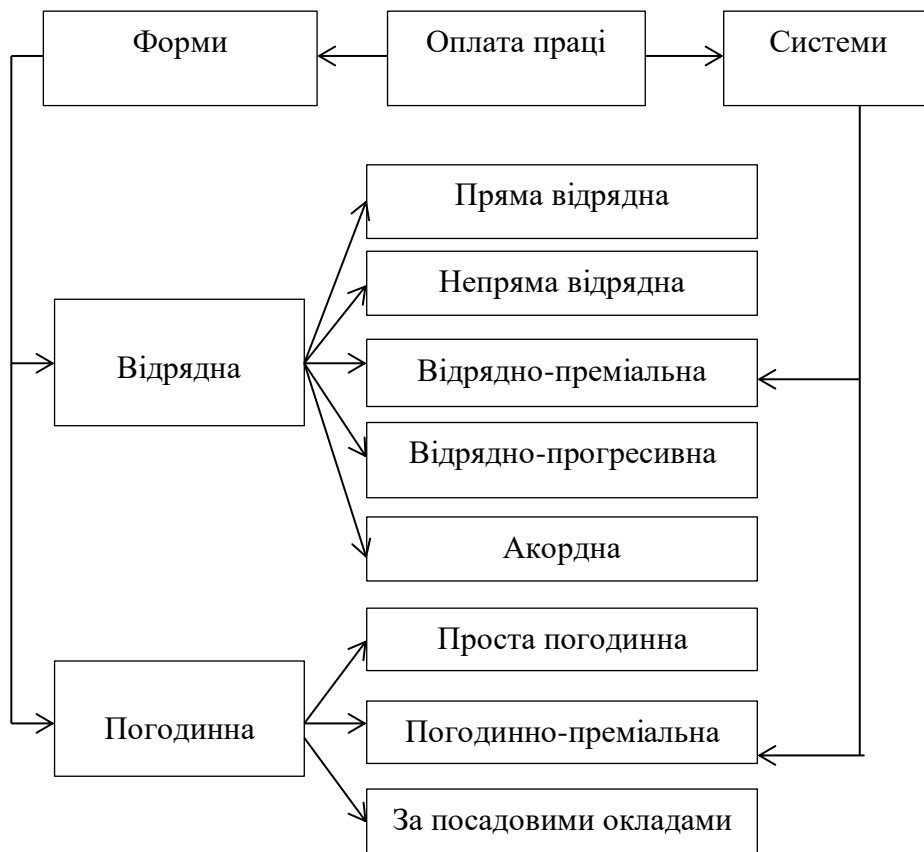 Форми
Оплата праці
Системи
Пряма відрядна
Непряма відрядна
Відрядна
Відрядно-преміальна
Відрядно-прогресивна
Акордна
Проста погодинна
Погодинна
Погодинно-преміальна
За посадовими окладами